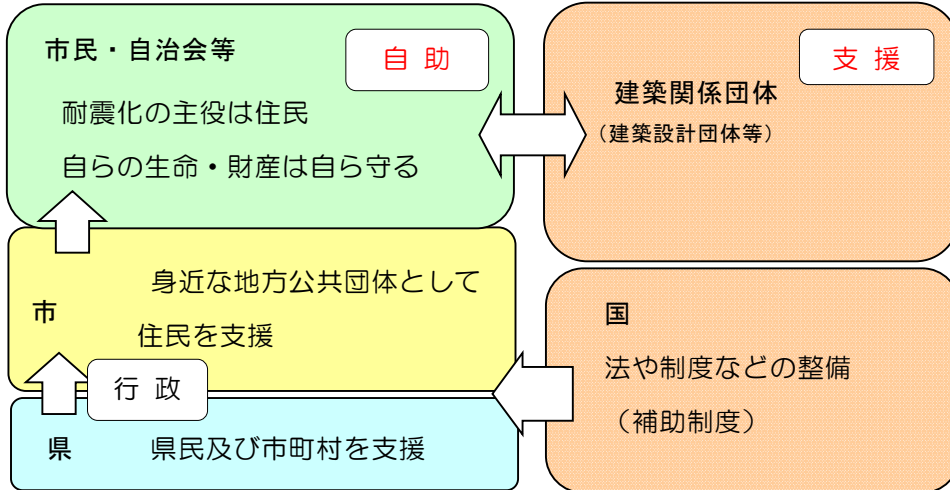 市民・自治会等
自 助
耐震化の主役は住民
自らの生命・財産は自ら守る
支 援
建築関係団体
（建築設計団体等）
市
身近な地方公共団体として
住民を支援
行 政
県
県民及び市町村を支援
国
法や制度などの整備
（補助制度）